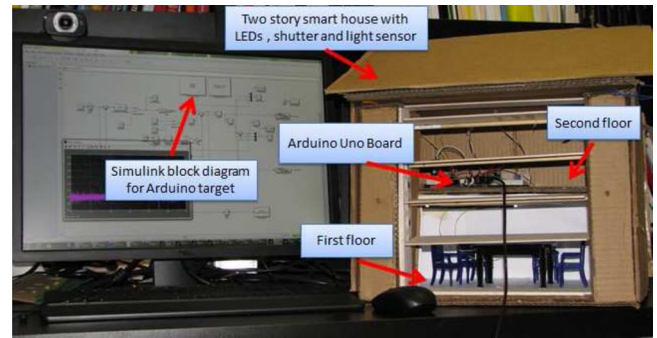 Two story smart house with
LEDs , shutter and light sensor
Second floor
Arduino Uno Board
Simulink block diagram
for Arduino target
First floor